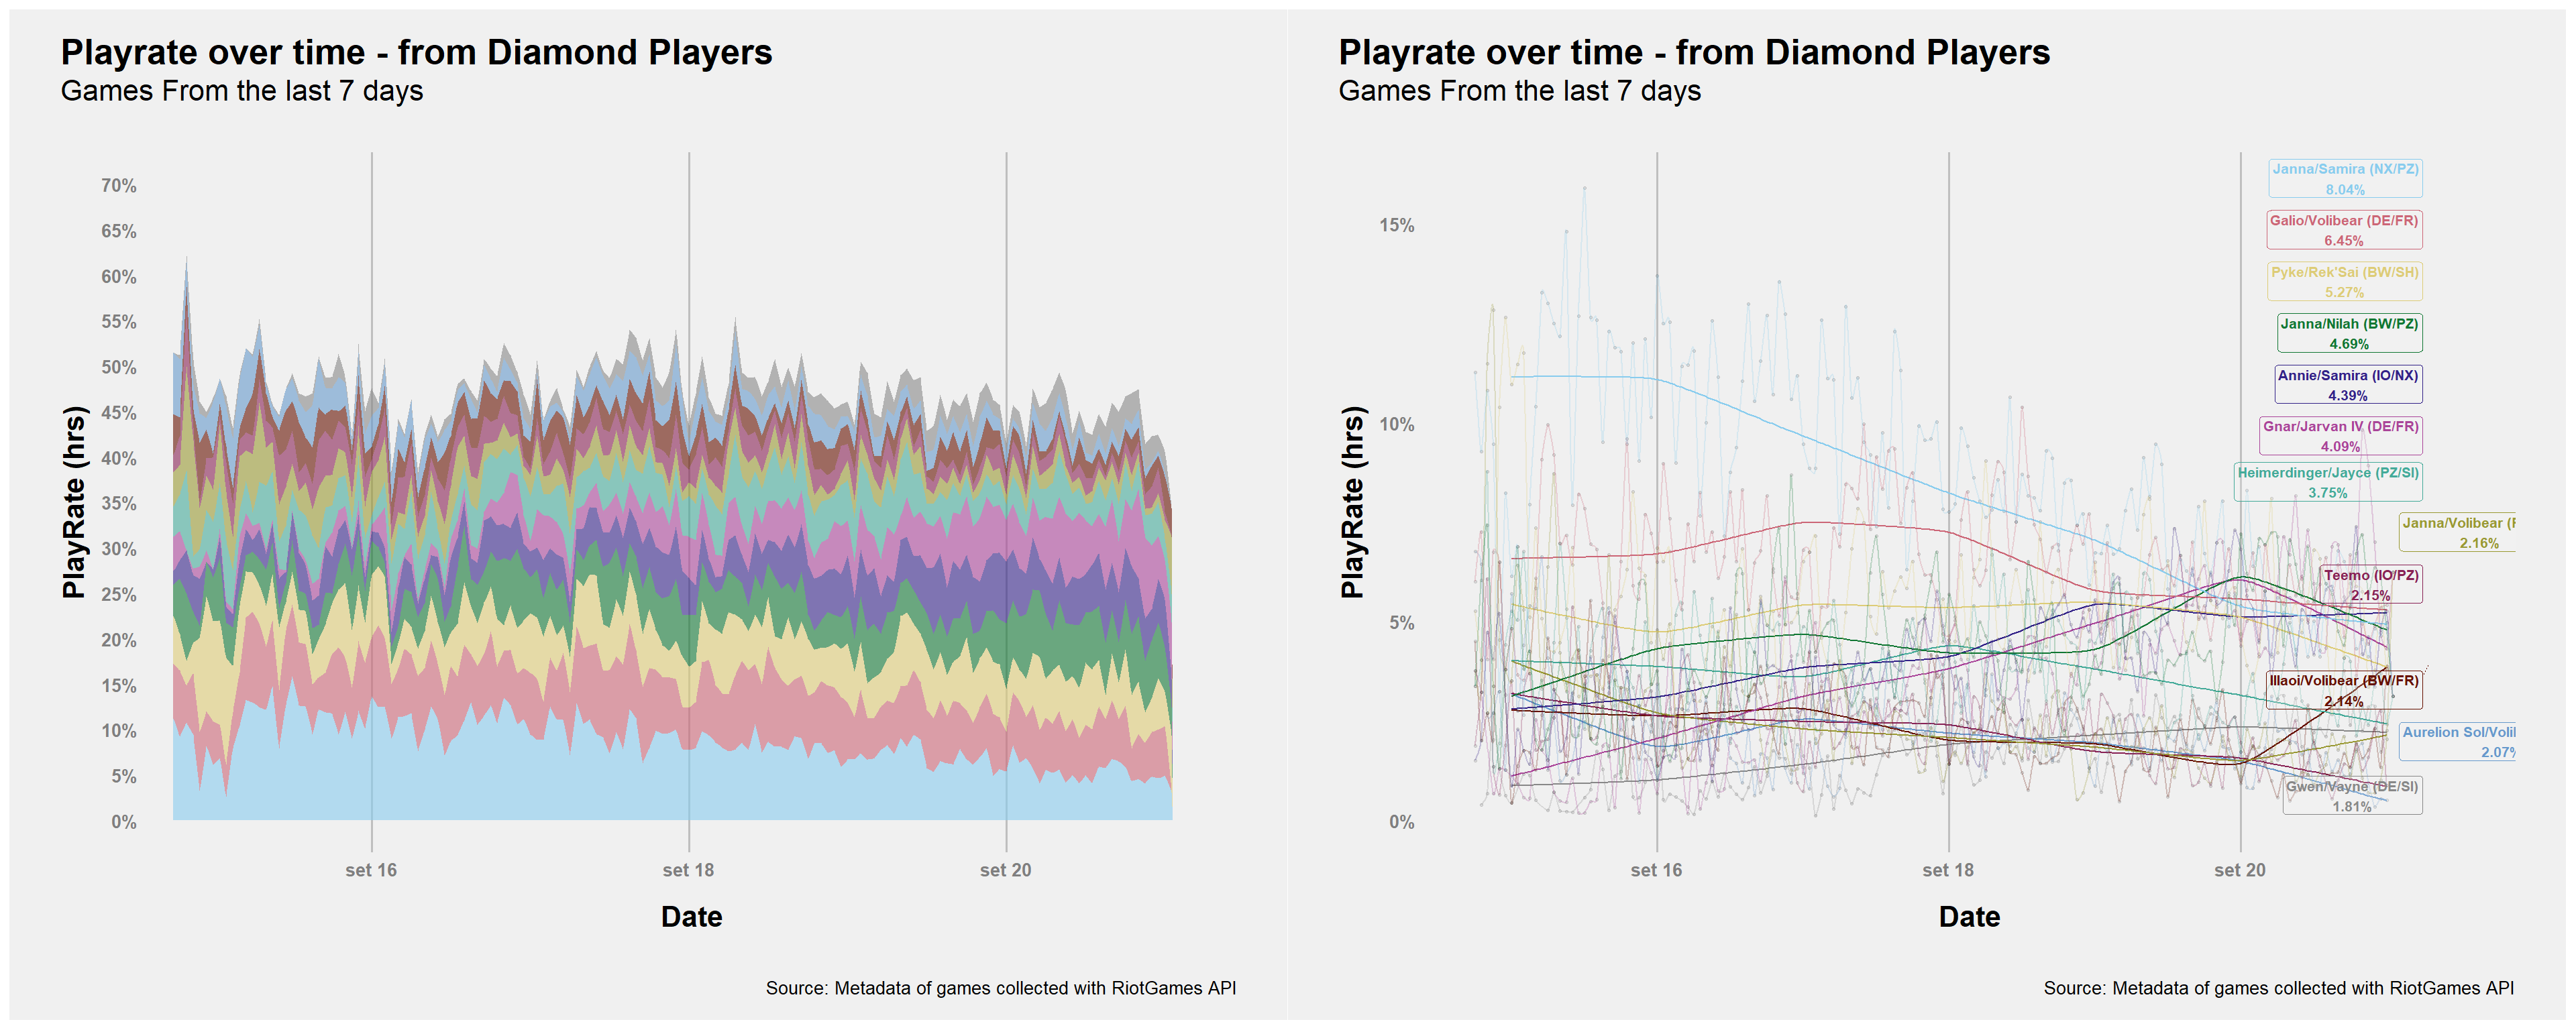 Playrate over time - from Diamond Players
Games From the last 7 days
70%
65%
60%
55%
50%
45%
40%
35%
30%
25%
20%
15%
10%
5%
0%
PlayRate (hrs)
set 16
set 18
set 20
Date
Source: Metadata of games collected with RiotGames API
Playrate over time - from Diamond Players
Games From the last 7 days
15%
10%
5%
0%
PlayRate (hrs)
Janna/Samira (NX/PZ)
8.04%
Galio/Volibear (DE/FR)
6.45%
Pyke/Rek'Sai (BW/SH)
5.27%
Janna/Nilah (BW/PZ)
4.69%
Annie/Samira (IO/NX)
4.39%
Gnar/Jarvan IV (DE/FR)
4.09%
Heimerdinger/Jayce (PZ/SI)
3.75%
Janna/Volibear (
2.16%
Teemo (IO/PZ)
2.15%
Illaoi/Volibear (BW/FR)
2.14%
Aurelion Sol/Voli
2.07%
Gwen/Vayne (DE/SI)
1.81%
set 16
set 18
set 20
Date
Source: Metadata of games collected with RiotGames API